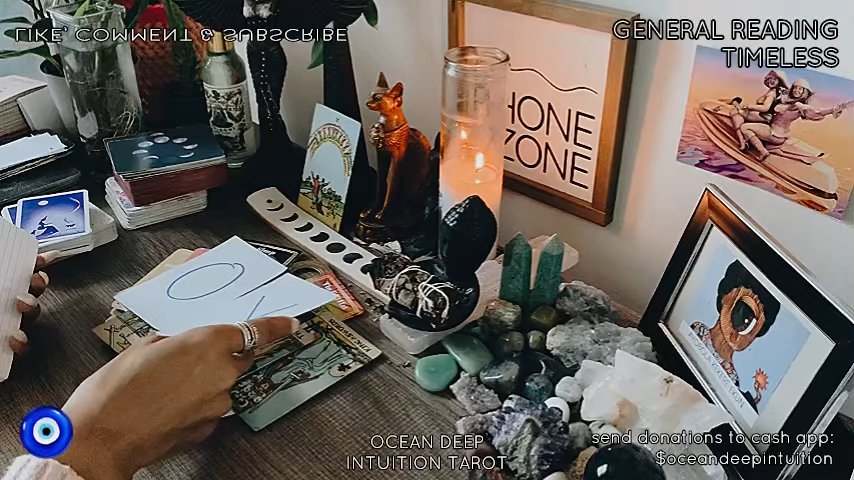 LIKE, COMMENT & SUBSCRIBE
GENERAL READING
TIMELESS
HONE
ZONE
O
OCEAN DEEP
INTUITION TAROT
send donations to cash app:
$oceandeepintuition